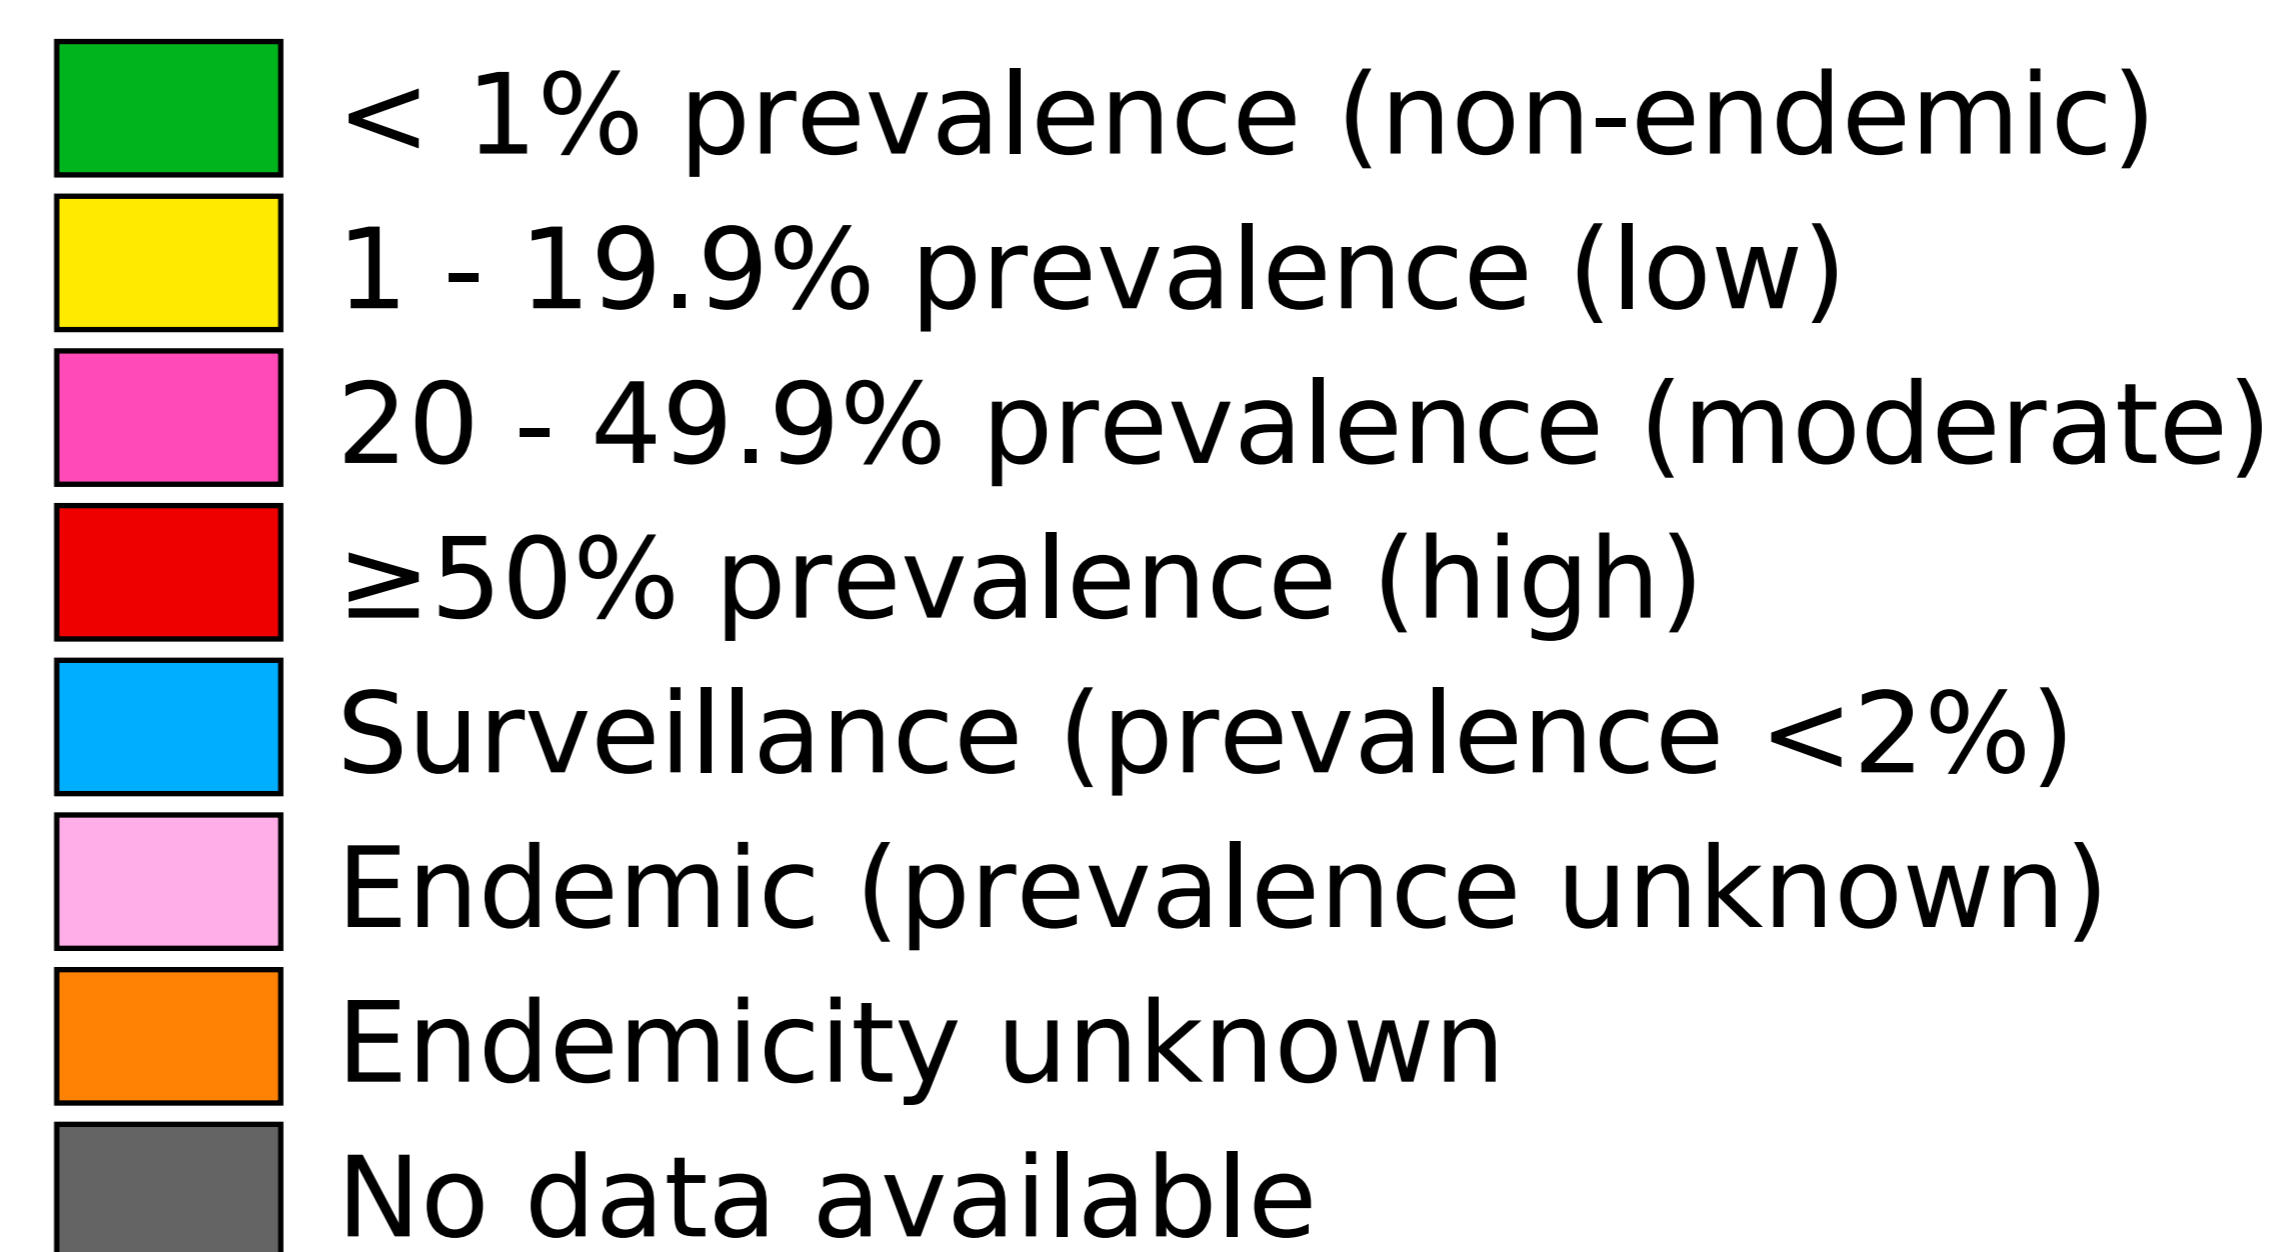 < 1% prevalence (non-endemic)
1 - 19.9% prevalence (low)
20 - 49.9% prevalence (moderate)
≥50% prevalence (high)
Surveillance (prevalence <2%)
Endemic (prevalence unknown)
Endemicity unknown
No data available